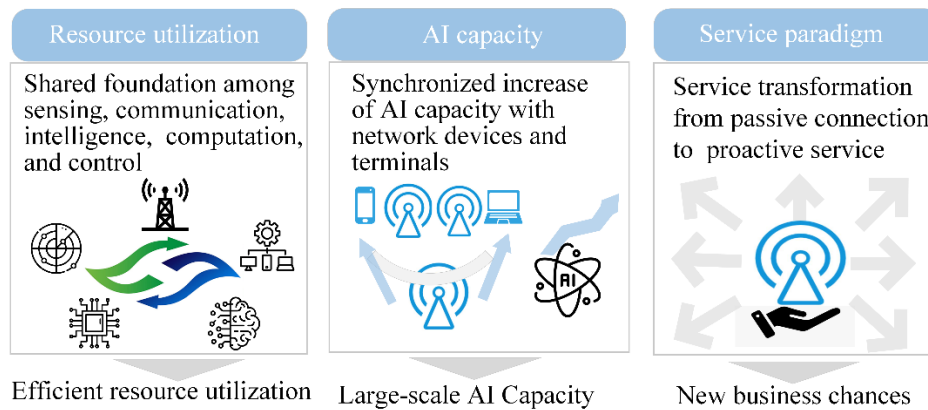 Resource utilization
AI capacity
Service paradigm
Shared foundation among
sensing, communication,
intelligence, computation,
and control
Synchronized increase
of AI capacity with
network devices and
terminals
Service transformation
from passive connection
to proactive service
AI
Efficient resource utilization
Large-scale AI Capacity
New business chances